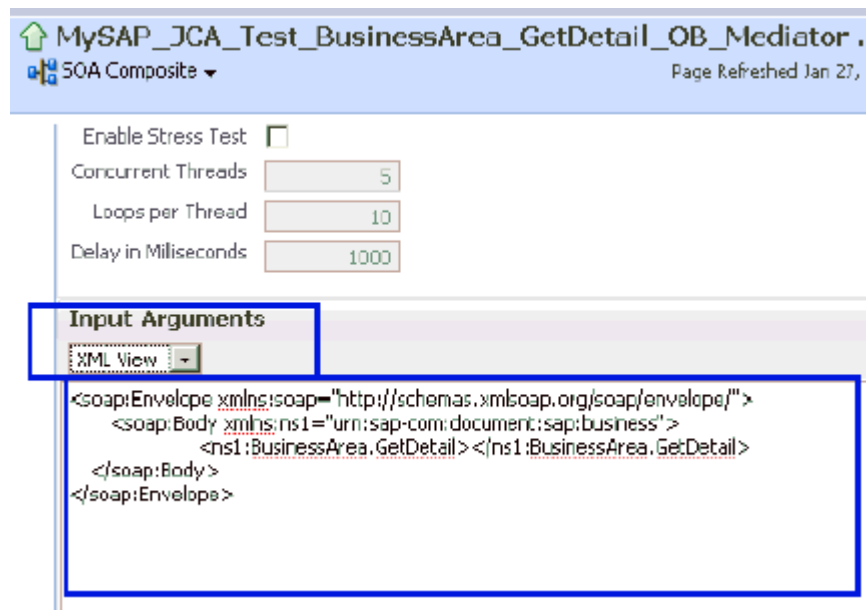 MySAP_JCA_Test_BusinessArea_GetDetail_OB_Mediator .
SOA Composite
Page Refreshed Jan 27,
Enable Stress Test
Concurrent Threads 5
Loops per Thread 10
Delay in Miliseconds 1000
Input Arguments
XML View
<soap:Envelope xmlns:soap="http://schemas.xmlsoap.org/soap/envelope/">
<soap:Body xmlns:ns1="urn:sap-com:document:sap:business">
<ns1:BusinessArea.GetDetail></ns1:BusinessArea.GetDetail>
</soap:Body>
</soap:Envelope>